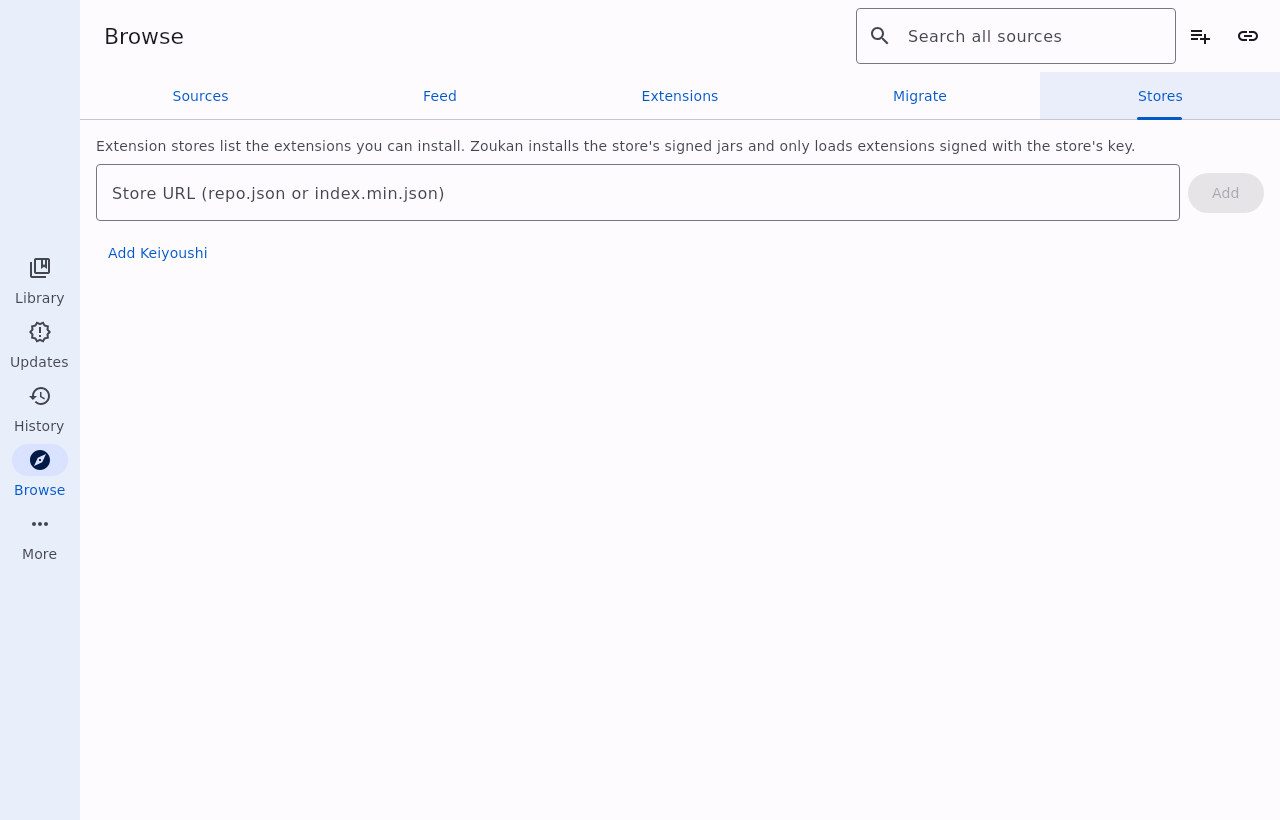 Browse
Search all sources
Sources
Feed
Extensions
Migrate
Stores
Extension stores list the extensions you can install. Zoukan installs the store's signed jars and only loads extensions signed with the store's key.
Store URL (repo.json or index.min.json)
Add
Add Keiyoushi
Library
Updates
History
Browse
More